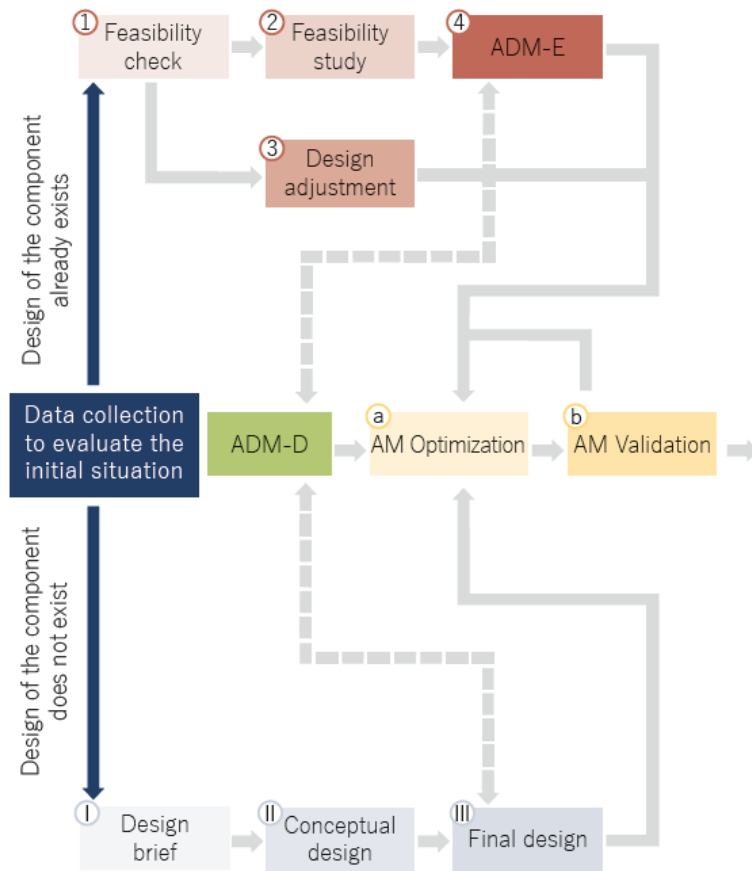 1
Feasibility
check
2
Feasibility
study
4
ADM-E
3
Design
adjustment
Design of the component
already exists
Data collection
to evaluate the
initial situation
ADM-D
a
AM Optimization
b
AM Validation
Design of the component
does not exist
I
Design
brief
II
Conceptual
design
III
Final design